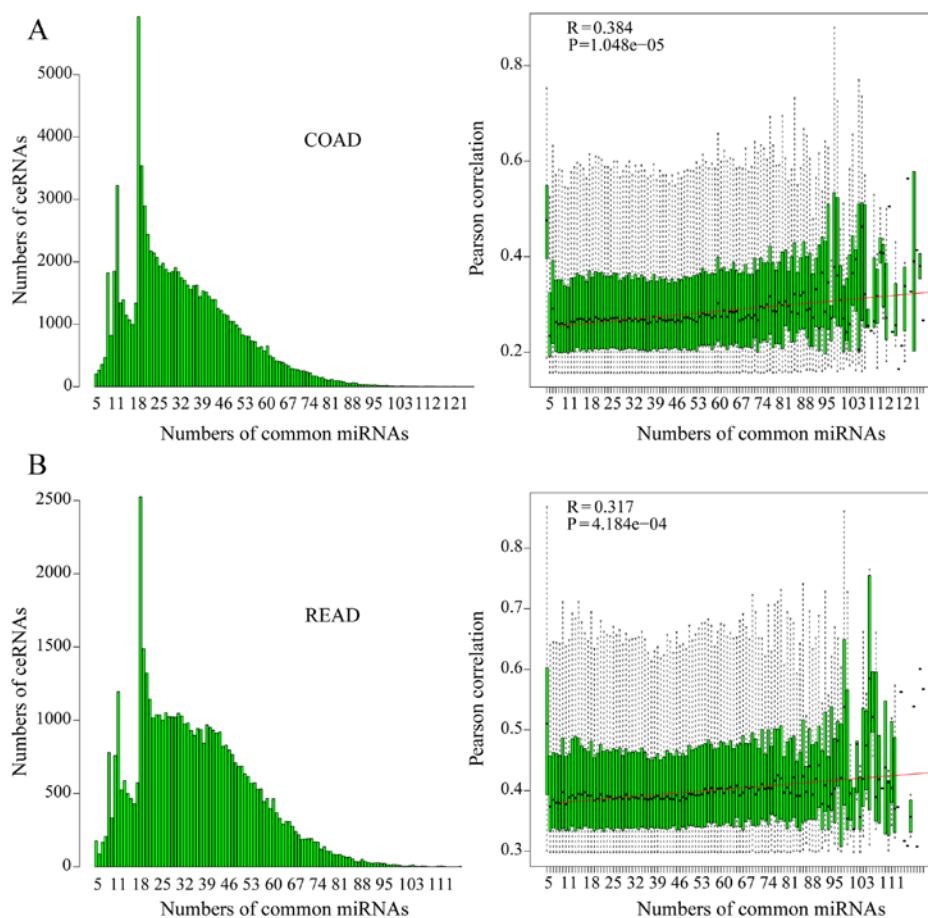 A
Numbers of ceRNAs
5000
4000
3000
2000
1000
0
COAD
5 11 18 25 32 39 46 53 60 67 74 81 88 95 103 112 121
Numbers of common miRNAs
R=0.384
P=1.048e−05
Pearson correlation
0.8
0.6
0.4
0.2
5 11 18 25 32 39 46 53 60 67 74 81 88 95 103 112 121
Numbers of common miRNAs
B
Numbers of ceRNAs
2500
2000
1500
1000
500
0
READ
5 11 18 25 32 39 46 53 60 67 74 81 88 95 103 111
Numbers of common miRNAs
R=0.317
P=4.184e−04
Pearson correlation
0.8
0.7
0.6
0.5
0.4
0.3
5 11 18 25 32 39 46 53 60 67 74 81 88 95 103 111
Numbers of common miRNAs